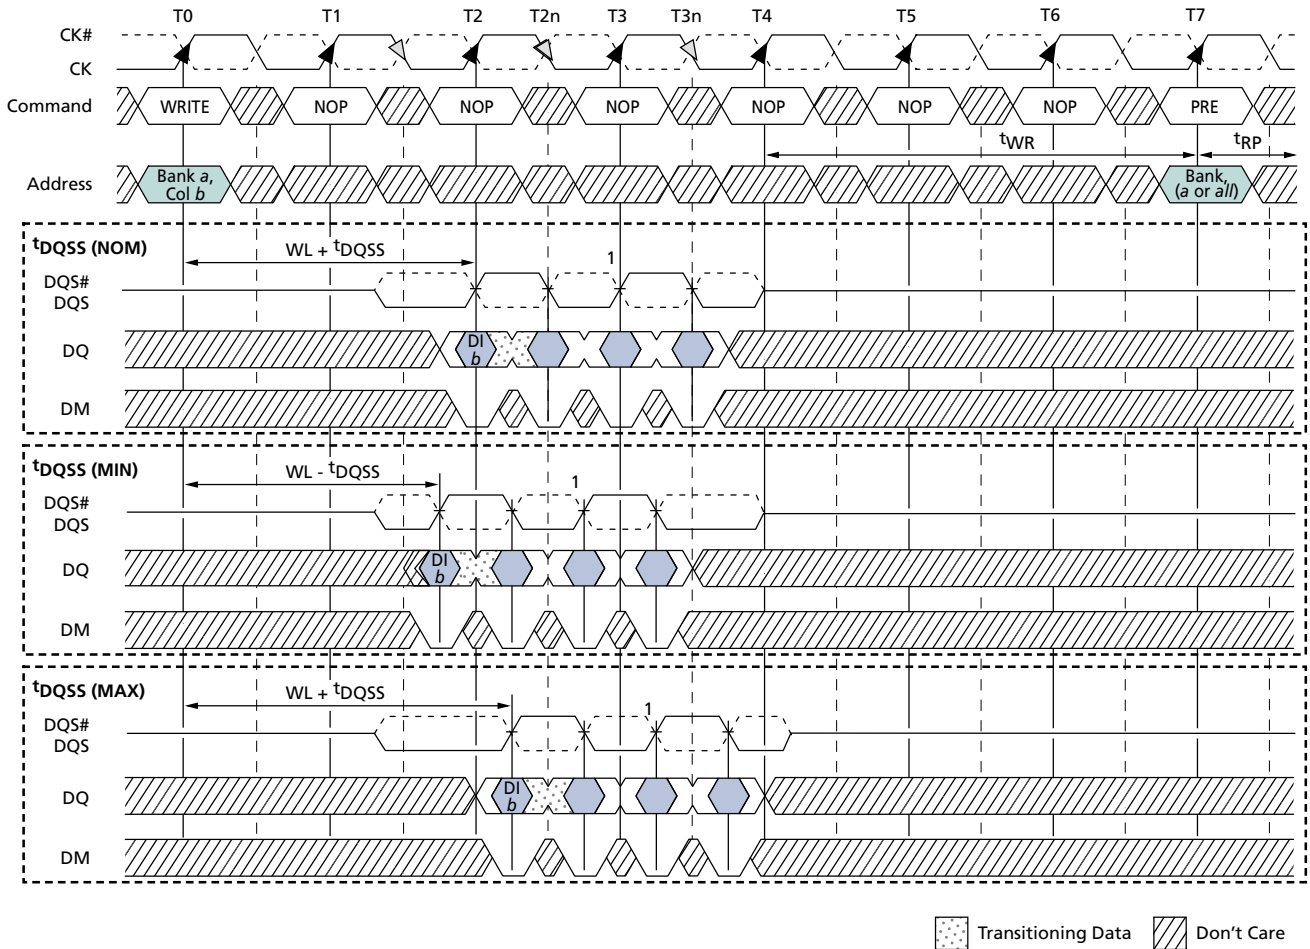 T0 T1 T2 T2n T3 T3n T4 T5 T6 T7
CK#
CK
Command WRITE NOP NOP NOP NOP NOP NOP PRE
tWR tRP
Address Bank a, Col b Bank, (a or all)
tDQSS (NOM)
WL + tDQSS
1
DQS#
DQS
DQ DI b
DM
tDQSS (MIN)
WL - tDQSS
1
DQS#
DQS
DQ DI b
DM
tDQSS (MAX)
WL + tDQSS
1
DQS#
DQS
DQ DI b
DM
Transitioning Data Don't Care